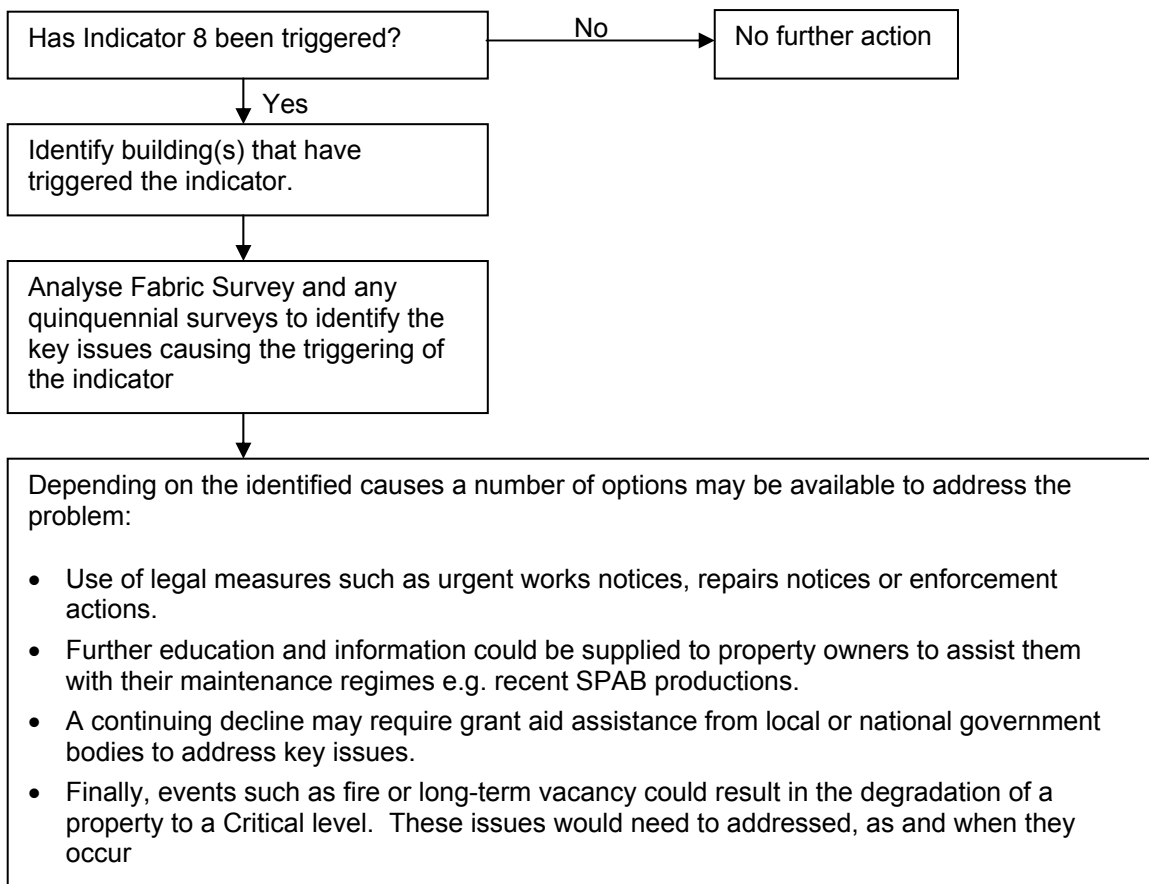 Has Indicator 8 been triggered?
No
No further action
Yes
Identify building(s) that have
triggered the indicator.
Analyse Fabric Survey and any
quinquennial surveys to identify the
key issues causing the triggering of
the indicator
Depending on the identified causes a number of options may be available to address the
problem:
• Use of legal measures such as urgent works notices, repairs notices or enforcement
actions.
• Further education and information could be supplied to property owners to assist them
with their maintenance regimes e.g. recent SPAB productions.
• A continuing decline may require grant aid assistance from local or national government
bodies to address key issues.
• Finally, events such as fire or long-term vacancy could result in the degradation of a
property to a Critical level.  These issues would need to addressed, as and when they
occur